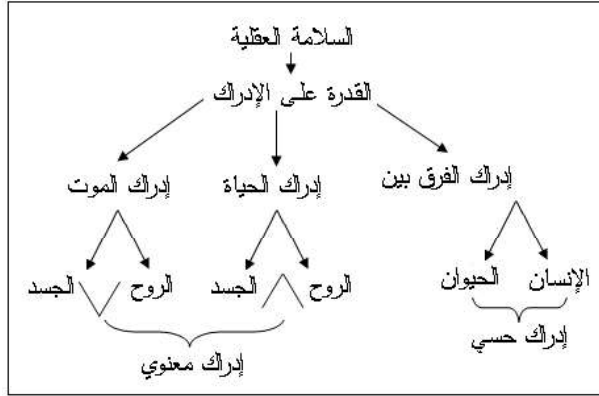 السلامة العقلية
القدرة على الإدراك
إدراك الفرق بين
إدراك الحياة
إدراك الموت
الإنسان
الحيوان
الروح
الجسد
الروح
الجسد
إدراك حسي
إدراك معنوي